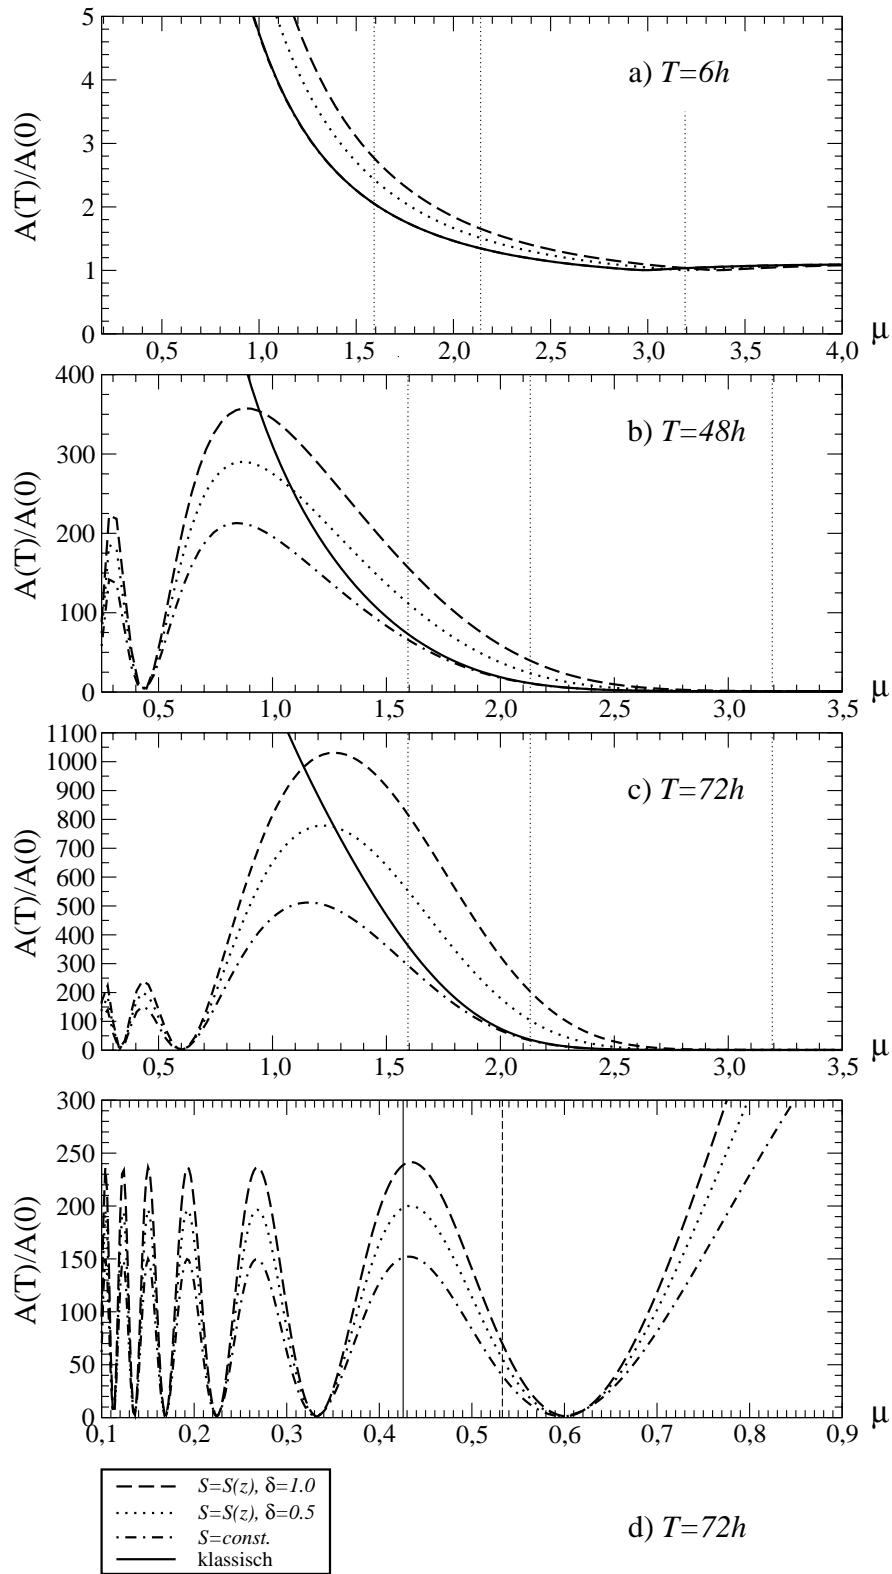 5
4
3
2
1
0
A(T)/A(0)
a) T=6h
0,5 1,0 1,5 2,0 2,5 3,0 3,5 4,0
μ
400
300
200
100
0
A(T)/A(0)
b) T=48h
0,5 1,0 1,5 2,0 2,5 3,0 3,5
μ
1100
1000
900
800
700
600
500
400
300
200
100
0
A(T)/A(0)
c) T=72h
0,5 1,0 1,5 2,0 2,5 3,0 3,5
μ
300
250
200
150
100
50
0
A(T)/A(0)
0,1 0,2 0,3 0,4 0,5 0,6 0,7 0,8 0,9
μ
S=S(z), δ=1.0
S=S(z), δ=0.5
S=const.
klassisch
d) T=72h